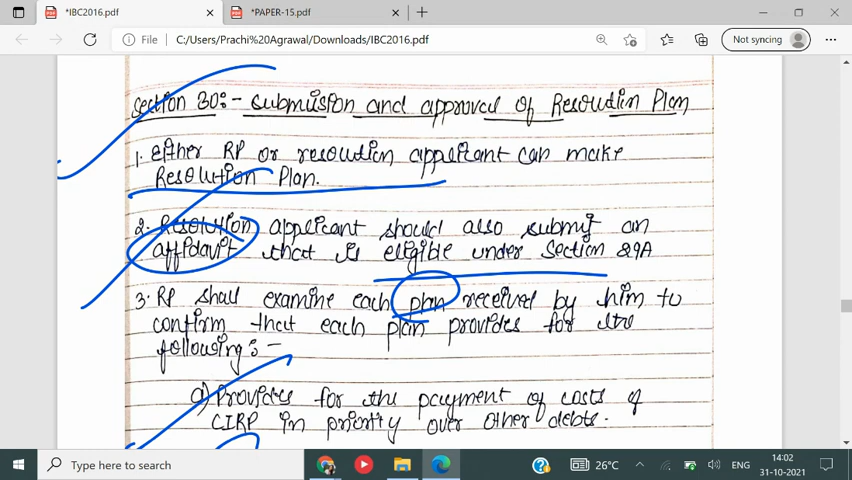 *IBC2016.pdf
*PAPER-15.pdf
File
C:/Users/Prachi%20Agrawal/Downloads/IBC2016.pdf
Not syncing
Section 30:- Submission and approval of Resolution Plan
1. Either RP or resolution applicant can make
Resolution Plan.
2. Resolution applicant should also submit an
affidavit that is eligible under Section 29A
3. RP shall examine each plan received by him to
confirm that each plan provides for the
following :-
a) Provides for the payment of costs of
CIRP in priority over other debts.
Type here to search
26°C
ENG
14:02
31-10-2021